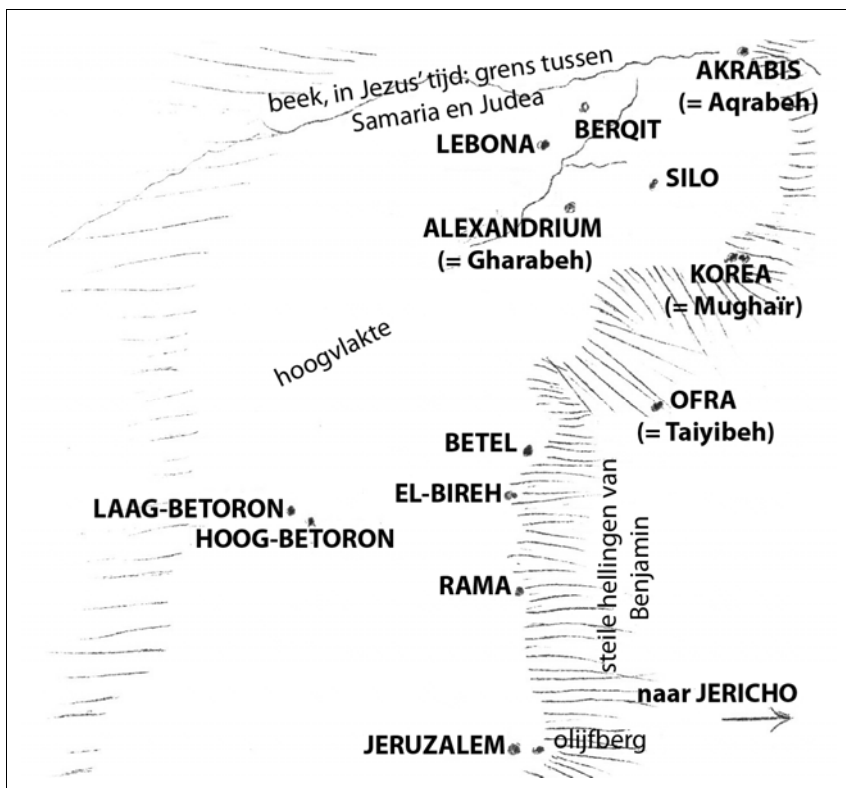 beek, in Jezus’ tijd: grens tussen
Samaria en Judea
AKRABIS
(= Aqrabeh)
BERQIT
LEBONA
SILO
ALEXANDRIUM
(= Gharabeh)
KOREA
(= Mughaïr)
hoogvlakte
OFRA
(= Taiyibeh)
BETEL
EL-BIREH
LAAG-BETORON
HOOG-BETORON
steile hellingen van
Benjamin
RAMA
naar JERICHO
JERUZALEM
olijfberg